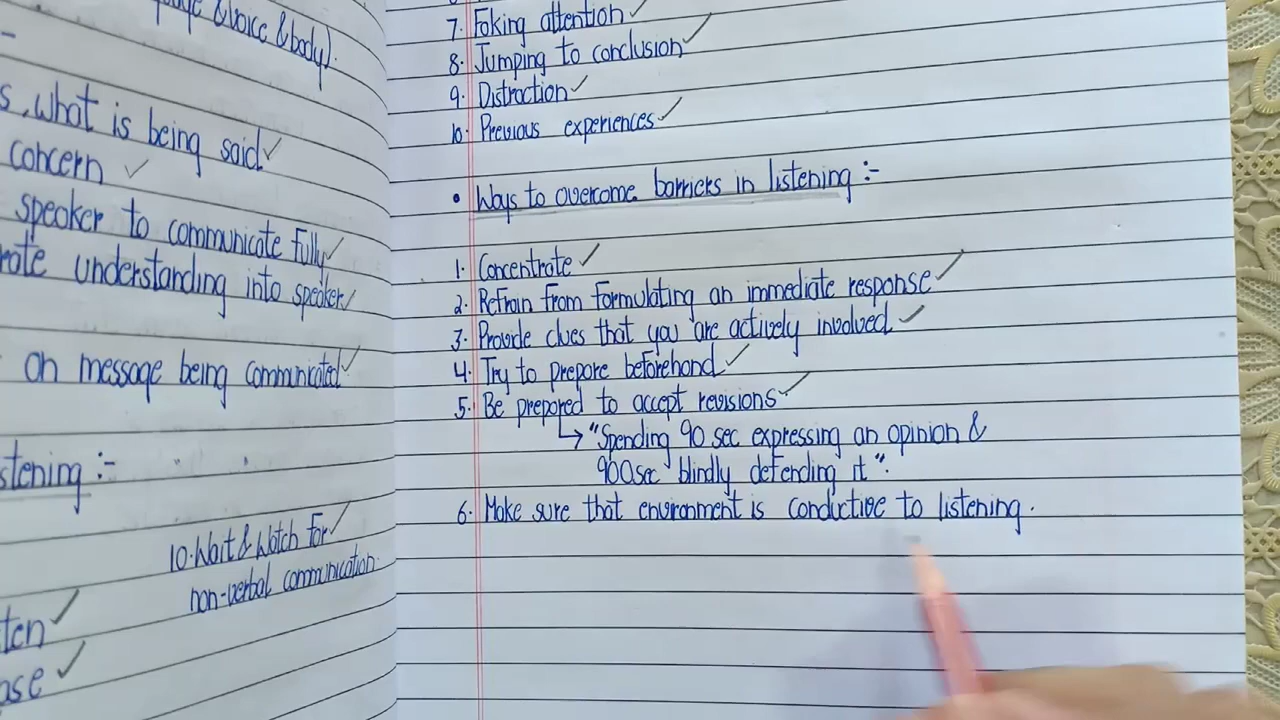 & voice & body).
what is being said
concern
speaker to communicate fully
understanding into speaker
on message being communicated
10. Wait & Watch for
non-verbal communication.
7. Faking attention
8. Jumping to conclusion
9. Distraction
10. Previous experiences
• Ways to overcome barriers in listening :-
1. Concentrate
2. Refrain from formulating an immediate response
3. Provide clues that you are actively involved
4. Try to prepare beforehand
5. Be prepared to accept revisions
↳ "Spending 90 sec expressing an opinion &
900sec blindly defending it".
6. Make sure that environment is conductive to listening.